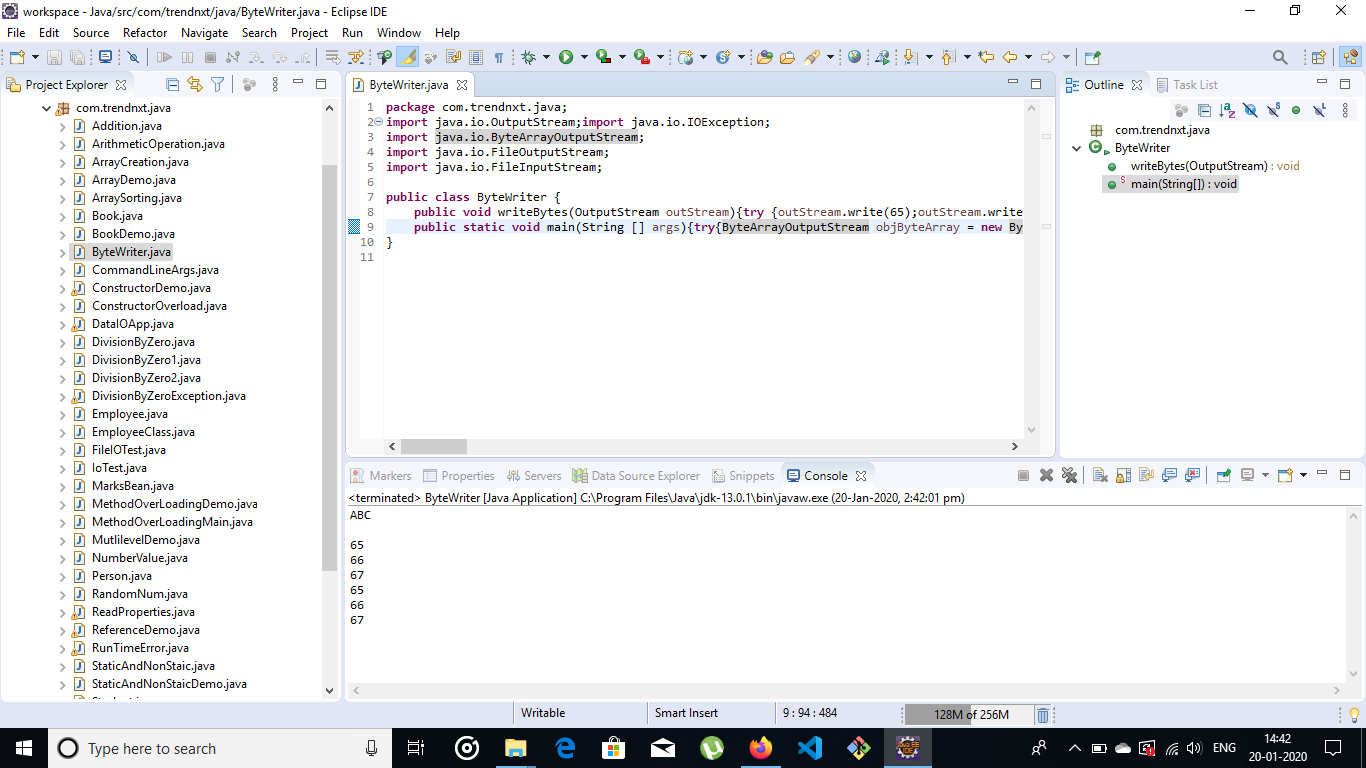 workspace - Java/src/com/trendnxt/java/ByteWriter.java - Eclipse IDE
File Edit Source Refactor Navigate Search Project Run Window Help
Project Explorer
com.trendnxt.java
Addition.java
ArithmeticOperation.java
ArrayCreation.java
ArrayDemo.java
ArraySorting.java
Book.java
BookDemo.java
ByteWriter.java
CommandLineArgs.java
ConstructorDemo.java
ConstructorOverload.java
DataIOApp.java
DivisionByZero.java
DivisionByZero1.java
DivisionByZero2.java
DivisionByZeroException.java
Employee.java
EmployeeClass.java
FileIOTest.java
IoTest.java
MarksBean.java
MethodOverLoadingDemo.java
MethodOverLoadingMain.java
MutlilevelDemo.java
NumberValue.java
Person.java
RandomNum.java
ReadProperties.java
ReferenceDemo.java
RunTimeError.java
StaticAndNonStaic.java
StaticAndNonStaicDemo.java
ByteWriter.java
1 package com.trendnxt.java;
2 import java.io.OutputStream;import java.io.IOException;
3 import java.io.ByteArrayOutputStream;
4 import java.io.FileOutputStream;
5 import java.io.FileInputStream;
6
7 public class ByteWriter {
8 public void writeBytes(OutputStream outStream){try {outStream.write(65);outStream.write
9 public static void main(String [] args){try{ByteArrayOutputStream objByteArray = new By
10 }
11
Outline Task List
com.trendnxt.java
ByteWriter
writeBytes(OutputStream) : void
S main(String[]) : void
Markers Properties Servers Data Source Explorer Snippets Console
<terminated> ByteWriter [Java Application] C:\Program Files\Java\jdk-13.0.1\bin\javaw.exe (20-Jan-2020, 2:42:01 pm)
ABC
65
66
67
65
66
67
Writable Smart Insert 9 : 94 : 484 128M of 256M
Type here to search
ENG 14:42
20-01-2020